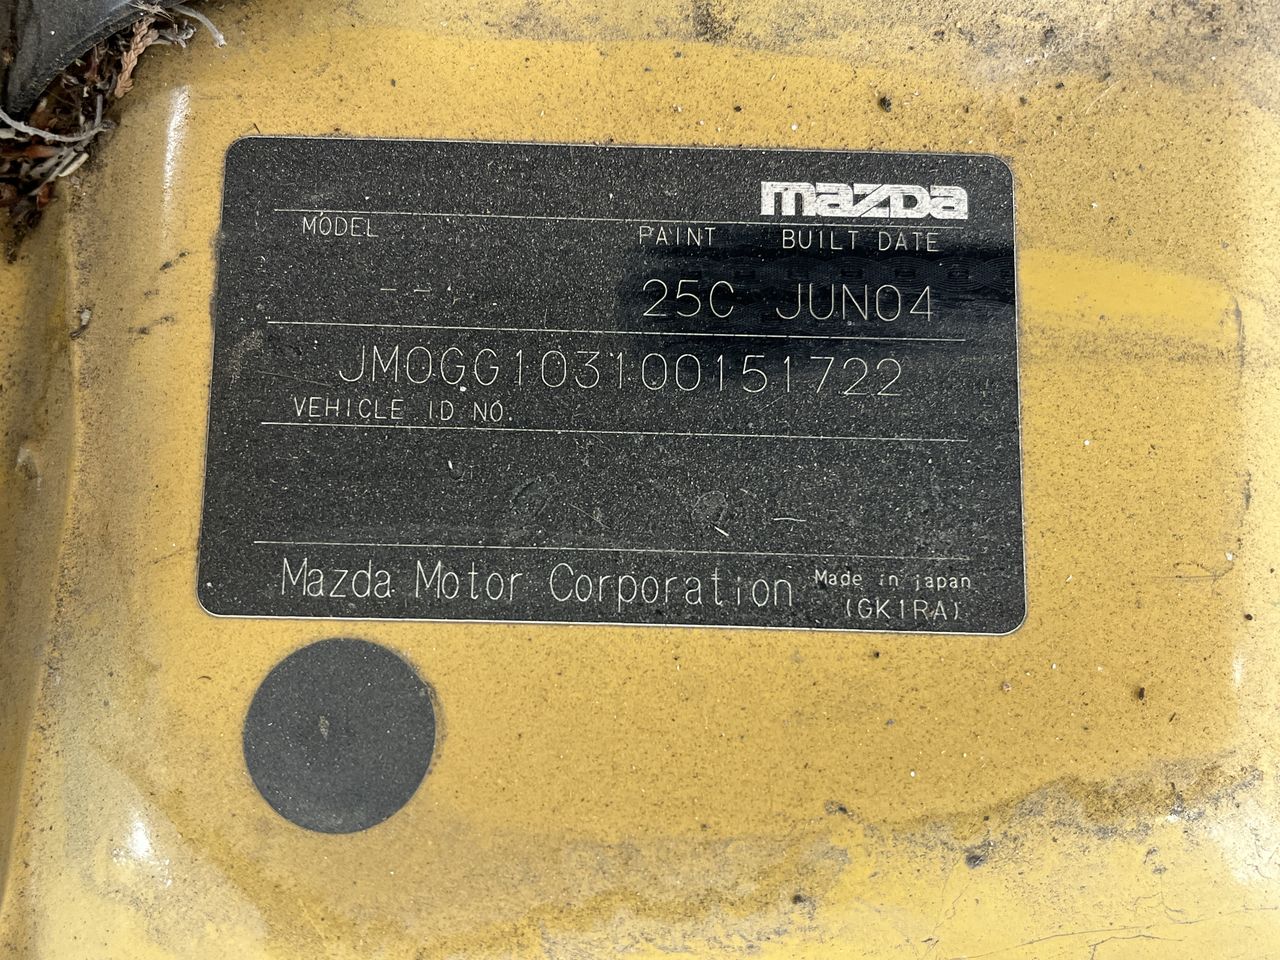 mazda
MODEL PAINT BUILT DATE
--, 25C JUN04
JM0GG103100151722
VEHICLE ID NO.
Mazda Motor Corporation Made in japan
(GK1RA)